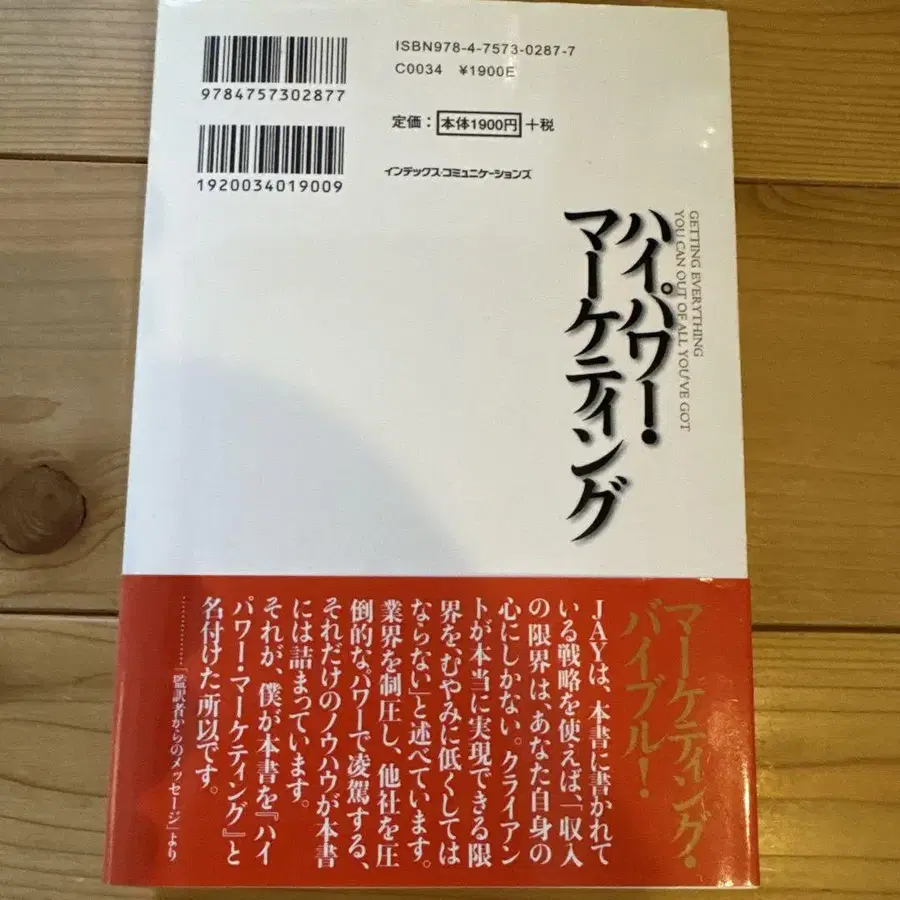 ISBN978-4-7573-0287-7
C0034 ¥1900E
9784757302877
定価：本体1900円＋税
1920034019009
インデックス・コミュニケーションズ
GETTING EVERYTHING
YOU CAN OUT OF ALL YOU'VE GOT
ハイパワー・
マーケティング
マーケティング・
バイブル！
JAYは、本書に書かれて
いる戦略を使えば、「収入
の限界は、あなた自身の
心にしかない。クライアン
トが本当に実現できる限
界を、むやみに低くしては
ならない」と述べています。
業界を制圧し、他社を圧
倒的なパワーで凌駕する、
それだけのノウハウが本書
には詰まっています。
それが、僕が本書を『ハイ
パワー・マーケティング』と
名付けた所以です。
…………「監訳者からのメッセージ」より